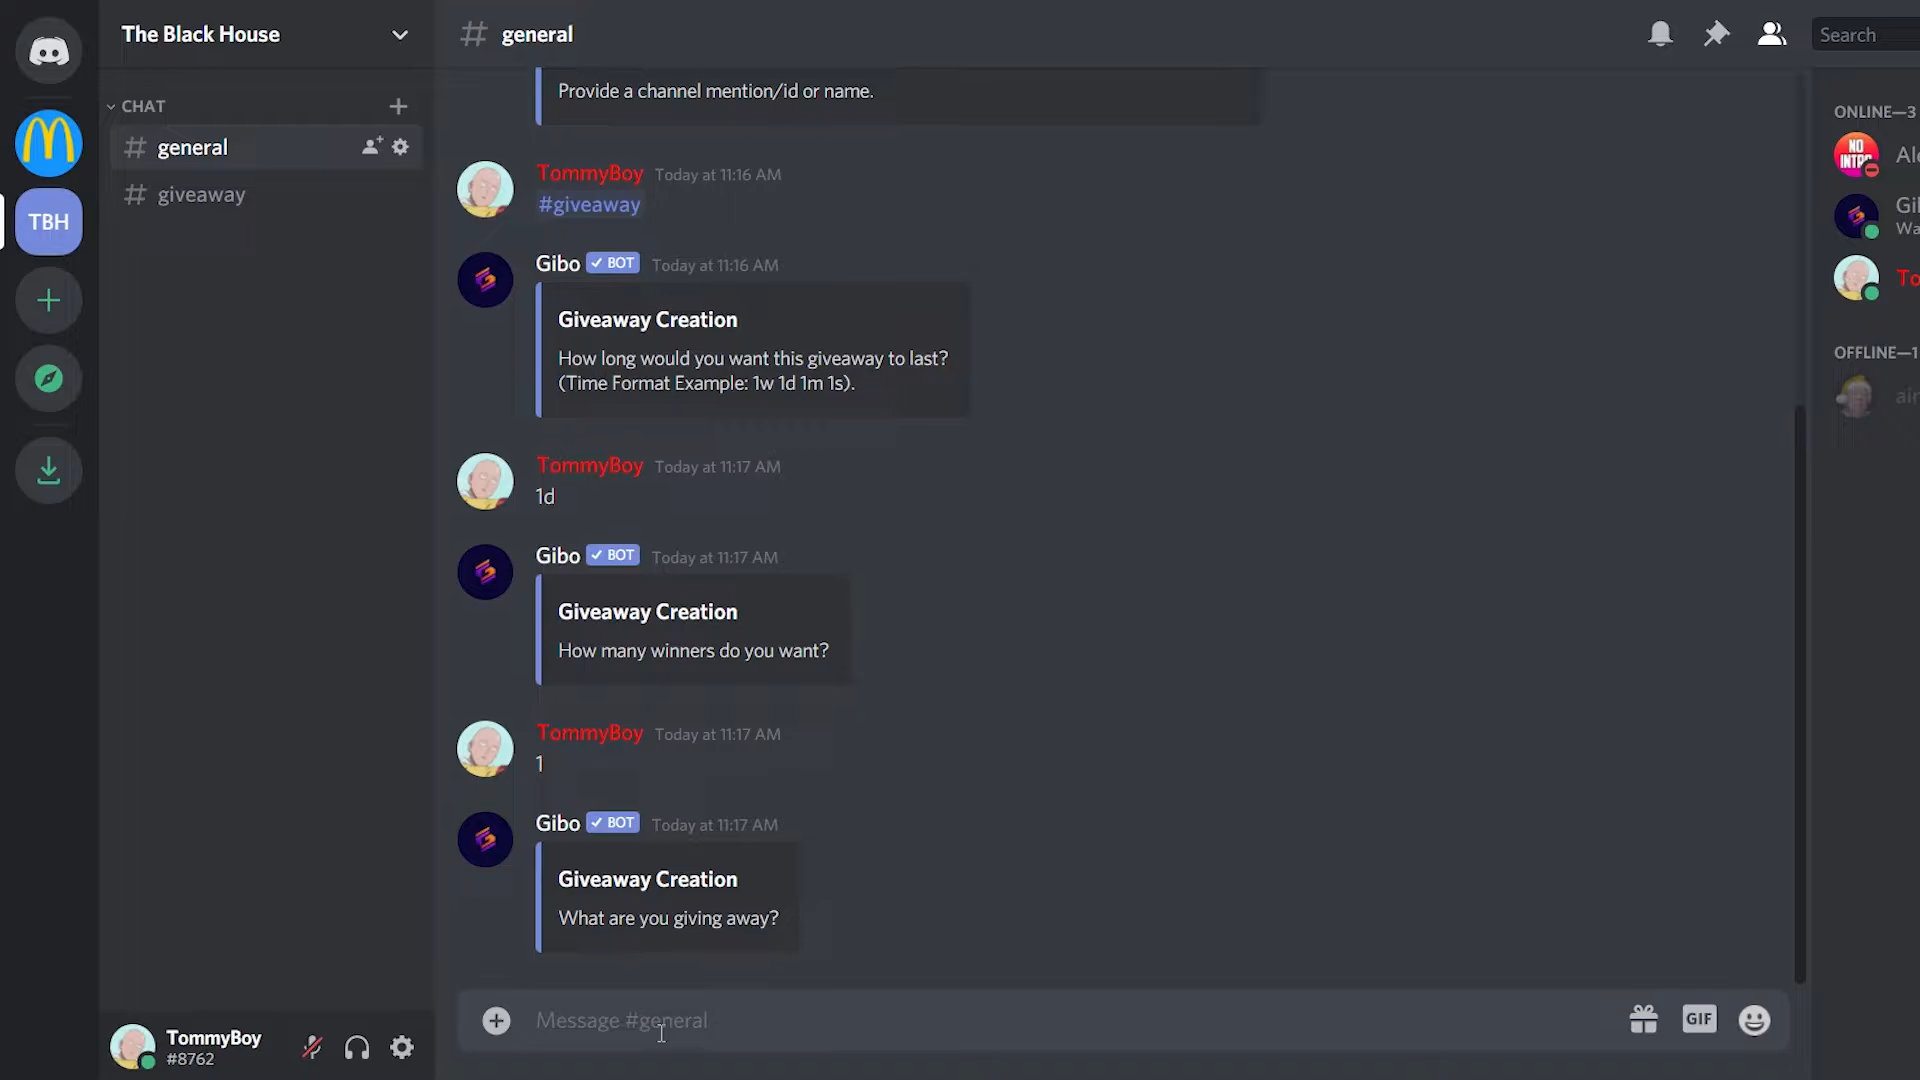 The Black House
# general
Search
CHAT
# general
# giveaway
TBH
Provide a channel mention/id or name.
TommyBoy Today at 11:16 AM
#giveaway
Gibo ✓ BOT Today at 11:16 AM
Giveaway Creation
How long would you want this giveaway to last?
(Time Format Example: 1w 1d 1m 1s).
TommyBoy Today at 11:17 AM
1d
Gibo ✓ BOT Today at 11:17 AM
Giveaway Creation
How many winners do you want?
TommyBoy Today at 11:17 AM
1
Gibo ✓ BOT Today at 11:17 AM
Giveaway Creation
What are you giving away?
Message #general
GIF
TommyBoy
#8762
ONLINE—3
NO
INTRO
OFFLINE—1